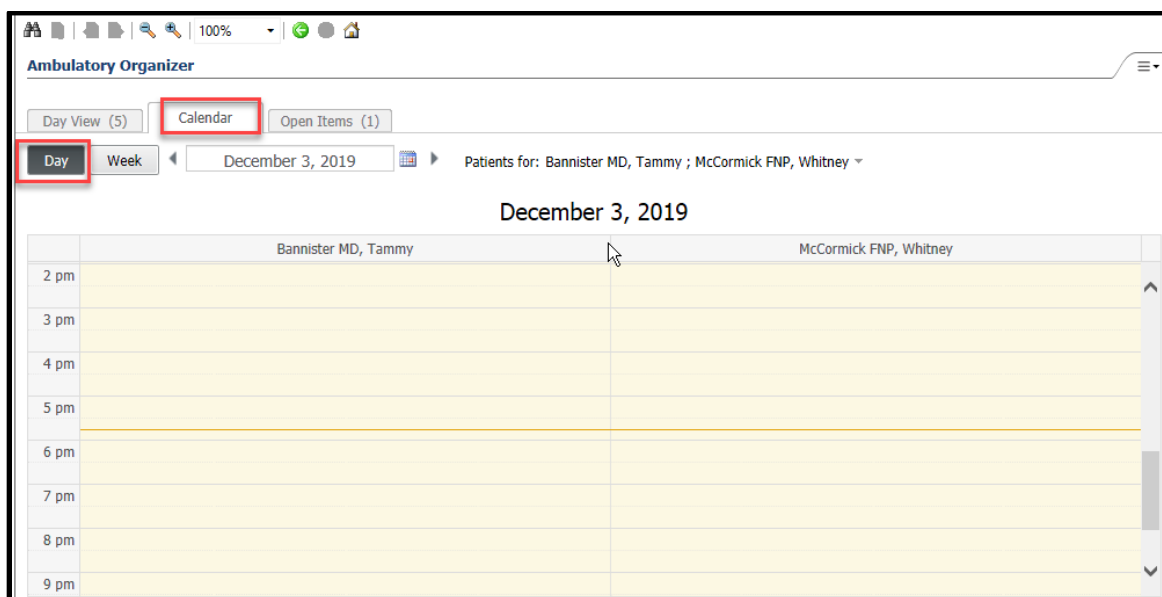 100%
Ambulatory Organizer
Day View (5) Calendar Open Items (1)
Day Week December 3, 2019 Patients for: Bannister MD, Tammy ; McCormick FNP, Whitney
December 3, 2019
Bannister MD, Tammy McCormick FNP, Whitney
2 pm
3 pm
4 pm
5 pm
6 pm
7 pm
8 pm
9 pm